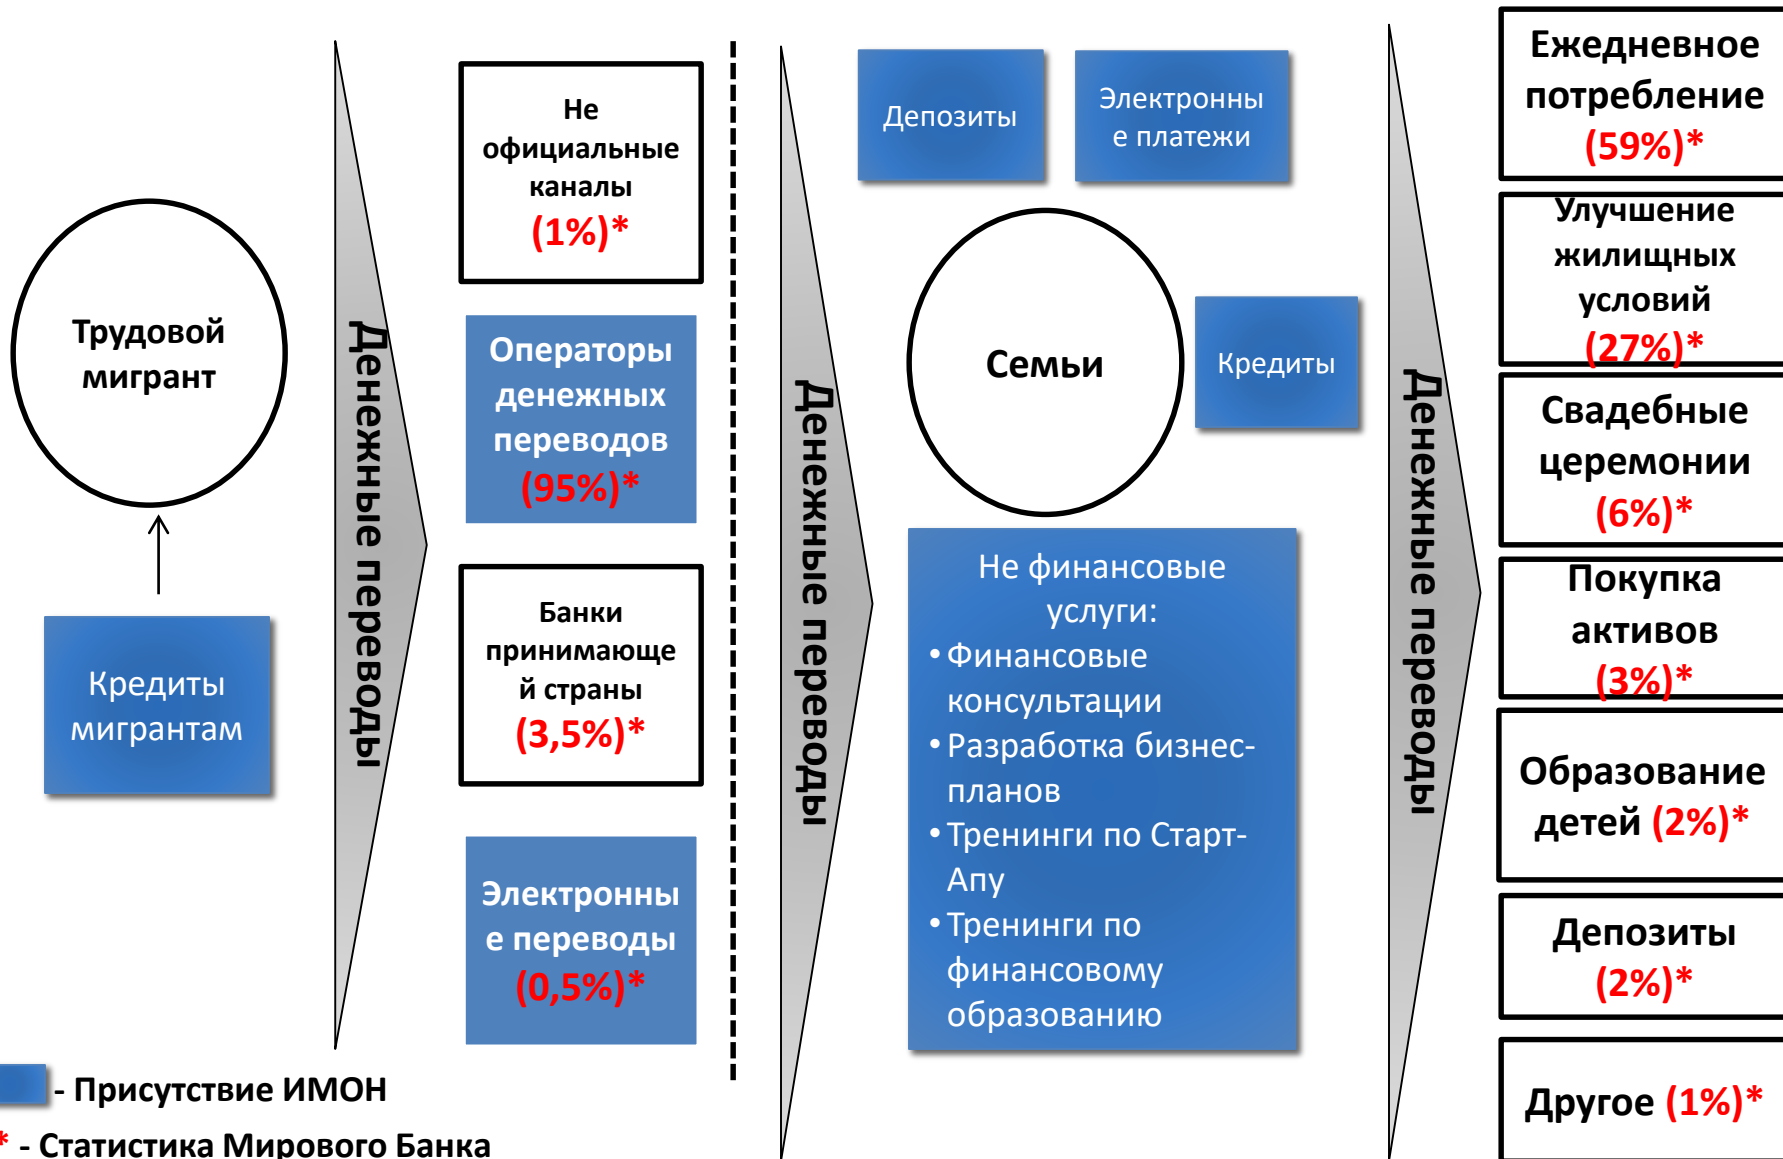 Трудовой
мигрант
Кредиты
мигрантам
Денежные переводы
Не
официальные
каналы
(1%)*
Операторы
денежных
переводов
(95%)*
Банки
принимающе
й страны
(3,5%)*
Электронны
е переводы
(0,5%)*
Денежные переводы
Депозиты
Электронны
е платежи
Семьи
Кредиты
Не финансовые
услуги:
• Финансовые
консультации
• Разработка бизнес-
планов
• Тренинги по Старт-
Апу
• Тренинги по
финансовому
образованию
Денежные переводы
Ежедневное
потребление
(59%)*
Улучшение
жилищных
условий
(27%)*
Свадебные
церемонии
(6%)*
Покупка
активов
(3%)*
Образование
детей (2%)*
Депозиты
(2%)*
Другое (1%)*
- Присутствие ИМОН
* - Статистика Мирового Банка